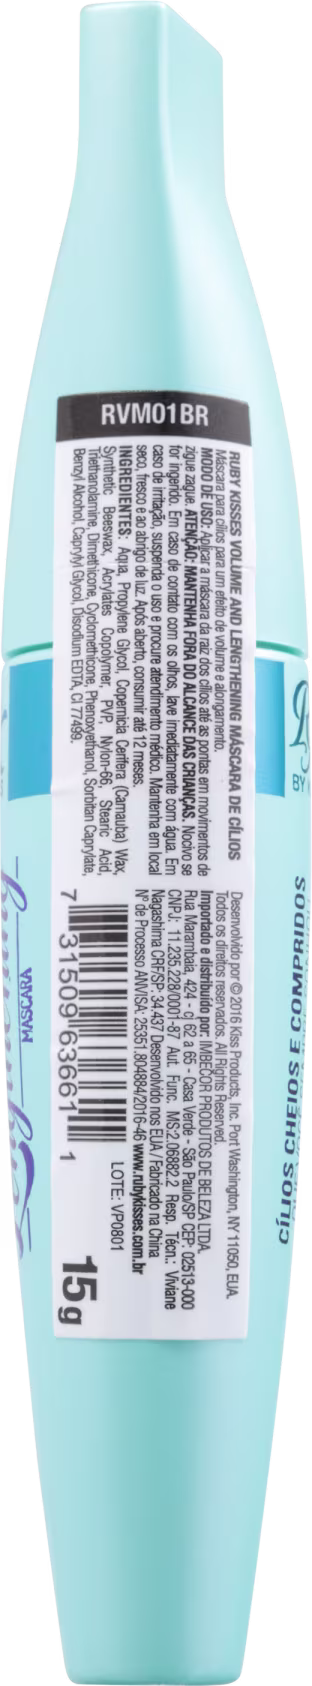 RVM01BR
RUBY KISSES VOLUME AND LENGTHENING MÁSCARA DE CÍLIOS
Máscara para cílios para um efeito de volume e alongamento.
MODO DE USO: Aplicar a máscara da raiz dos cílios até as pontas em movimentos de
zigue zague. ATENÇÃO: MANTENHA FORA DO ALCANCE DAS CRIANÇAS. Nocivo se
for ingerido. Em caso de contato com os olhos, lave imediatamente com água. Em
caso de irritação, suspenda o uso e procure atendimento médico. Mantenha em local
seco, fresco e ao abrigo de luz. Após aberto, consumir até 12 meses.
INGREDIENTES: Aqua, Propylene Glycol, Copernicia Cerifera (Carnauba) Wax,
Synthetic Beeswax, Acrylates Copolymer, PVP, Nylon-66, Stearic Acid,
Triethanolamine, Dimethicone, Cyclomethicone, Phenoxyethanol, Sorbitan Caprylate,
Benzyl Alcohol, Caprylyl Glycol, Disodium EDTA, CI 77499.
Desenvolvido por © 2016 Kiss Products, Inc. Port Washington, NY 11050, EUA.
Todos os direitos reservados. All Rights Reserved.
Importado e distribuído por: IMBECOR PRODUTOS DE BELEZA LTDA.
Rua Marambaia, 424 - cj 62 a 65 - Casa Verde - São Paulo/SP CEP: 02513-000
CNPJ: 11.235.228/0001-87 Aut. Func. MS:2.06882.2 Resp. Técn.: Viviane
Nagashima CRF/SP: 34.437 Desenvolvido nos EUA / Fabricado na China
Nº de Processo ANVISA: 25351.804884/2016-46 www.rubykisses.com.br
LOTE: VP0801
7 31509 63661 1
15g
BY
CÍLIOS CHEIOS E COMPRIDOS
MASCARA